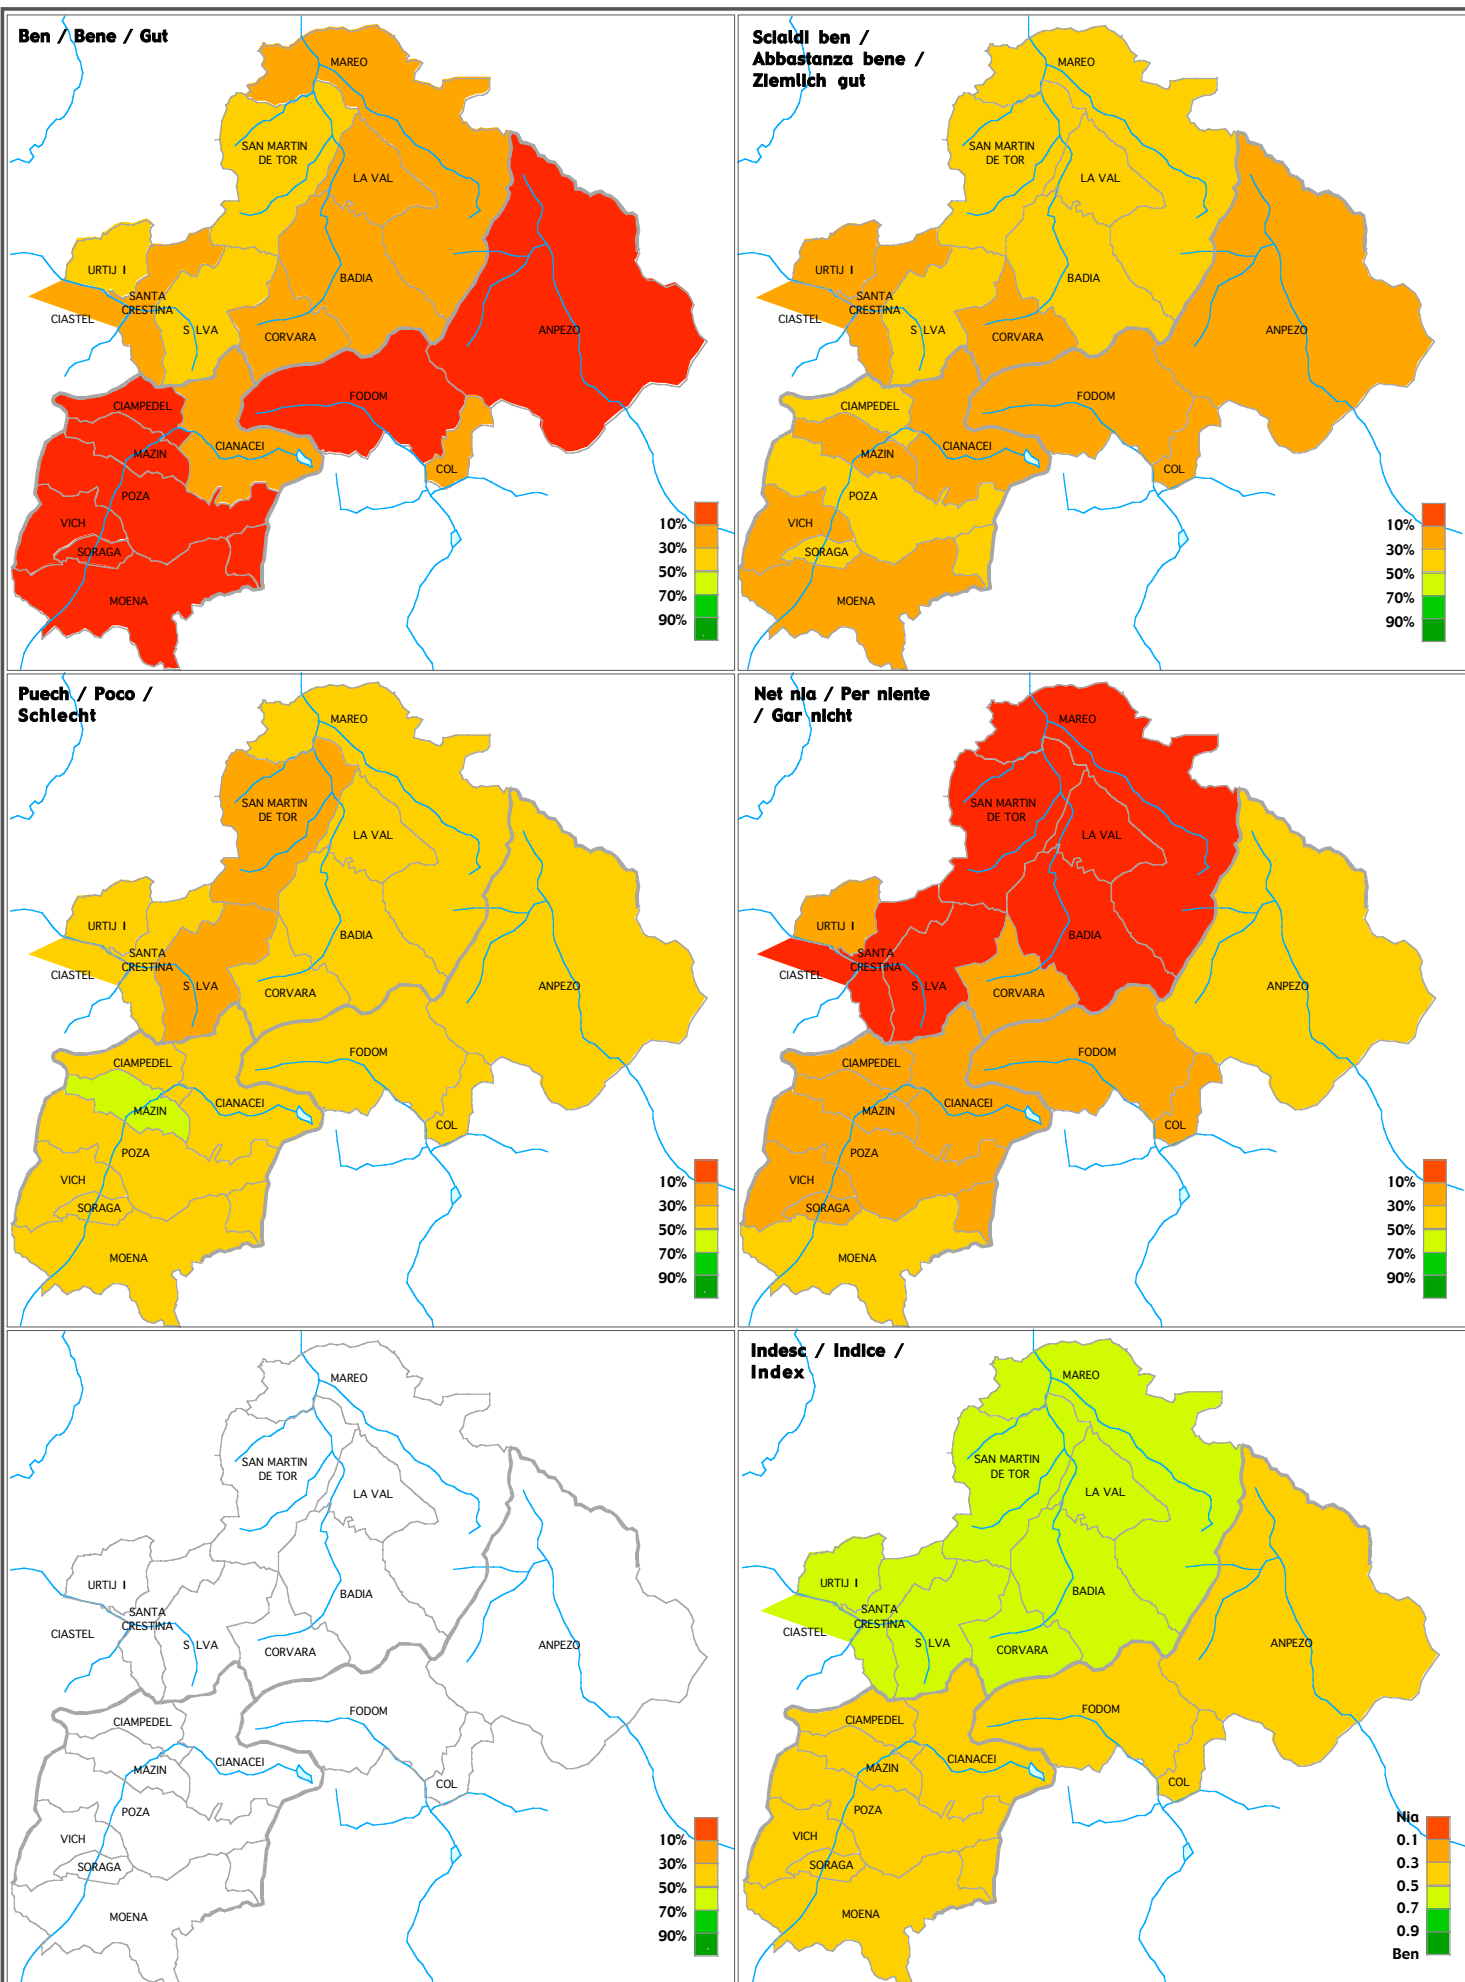 Ben / Bene / Gut
MAREO
SAN MARTIN
DE TOR
LA VAL
URTIJ I
BADIA
SANTA
CRESTINA
CIASTEL
S LVA
CORVARA
ANPEZO
FODOM
CIAMPEDEL
CIANACEI
MAZIN
COL
POZA
VICH
SORAGA
MOENA
10%
30%
50%
70%
90%
Scialdi ben /
Abbastanza bene /
Ziemlich gut
MAREO
SAN MARTIN
DE TOR
LA VAL
URTIJ I
BADIA
SANTA
CRESTINA
CIASTEL
S LVA
CORVARA
ANPEZO
FODOM
CIAMPEDEL
CIANACEI
MAZIN
COL
POZA
VICH
SORAGA
MOENA
10%
30%
50%
70%
90%
Puech / Poco /
Schlecht
MAREO
SAN MARTIN
DE TOR
LA VAL
URTIJ I
BADIA
SANTA
CRESTINA
CIASTEL
S LVA
CORVARA
ANPEZO
FODOM
CIAMPEDEL
CIANACEI
MAZIN
COL
POZA
VICH
SORAGA
MOENA
10%
30%
50%
70%
90%
Net nia / Per niente
/ Gar nicht
MAREO
SAN MARTIN
DE TOR
LA VAL
URTIJ I
BADIA
SANTA
CRESTINA
CIASTEL
S LVA
CORVARA
ANPEZO
FODOM
CIAMPEDEL
CIANACEI
MAZIN
COL
POZA
VICH
SORAGA
MOENA
10%
30%
50%
70%
90%
MAREO
SAN MARTIN
DE TOR
LA VAL
URTIJ I
BADIA
SANTA
CRESTINA
CIASTEL
S LVA
CORVARA
ANPEZO
FODOM
CIAMPEDEL
CIANACEI
MAZIN
COL
POZA
VICH
SORAGA
MOENA
10%
30%
50%
70%
90%
Indesc / Indice /
Index
MAREO
SAN MARTIN
DE TOR
LA VAL
URTIJ I
BADIA
SANTA
CRESTINA
CIASTEL
S LVA
CORVARA
ANPEZO
FODOM
CIAMPEDEL
CIANACEI
MAZIN
COL
POZA
VICH
SORAGA
MOENA
Nia
0.1
0.3
0.5
0.7
0.9
Ben